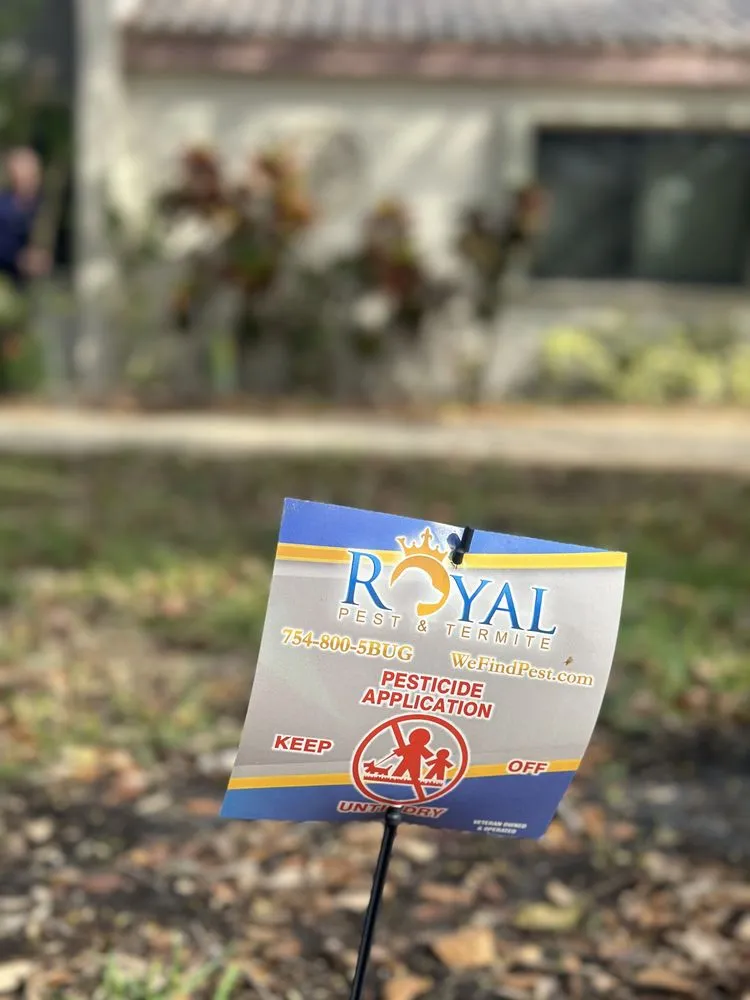 ROYAL
PEST & TERMITE
754-800-5BUG
WeFindPest.com
PESTICIDE
APPLICATION
KEEP OFF
UNTIL DRY
VETERAN OWNED
& OPERATED